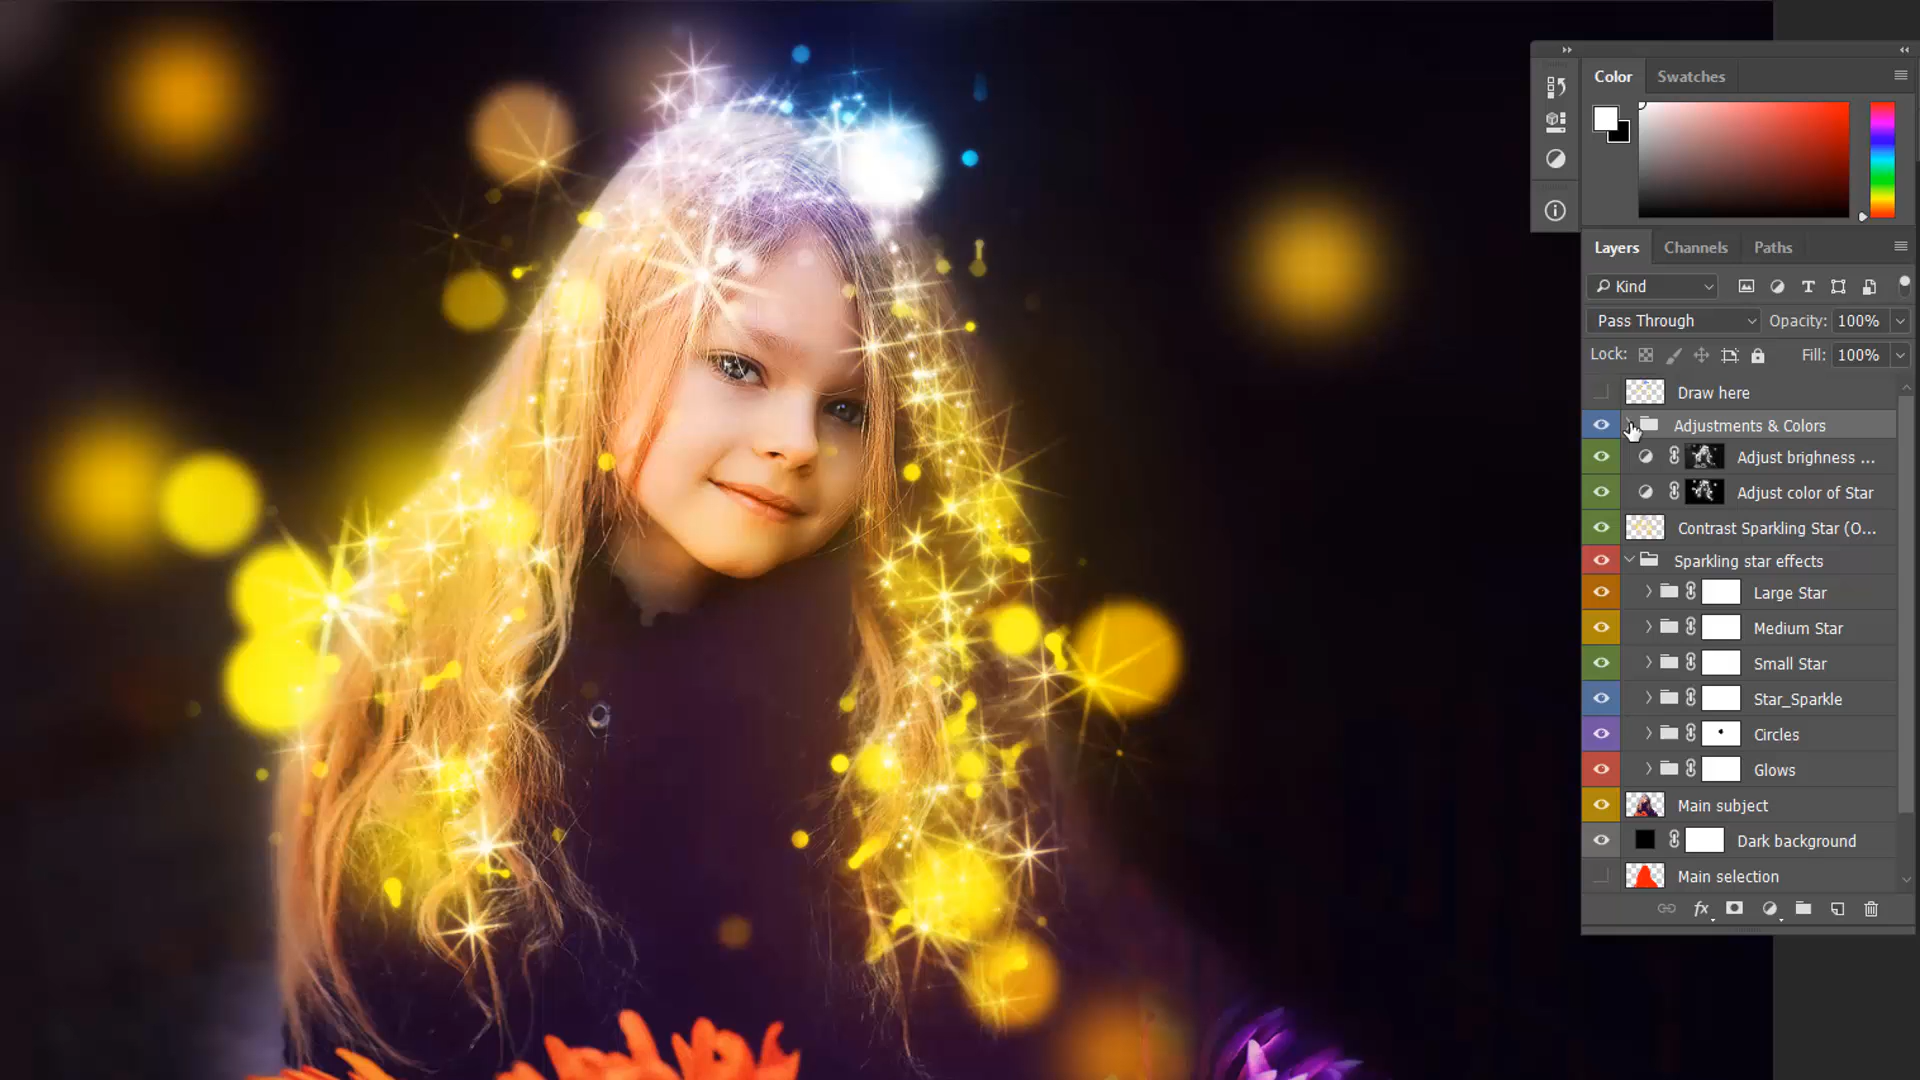 Color Swatches
Layers Channels Paths
Kind
Pass Through Opacity: 100%
Lock: Fill: 100%
Draw here
Adjustments & Colors
Adjust brighness ...
Adjust color of Star
Contrast Sparkling Star (O...
Sparkling star effects
Large Star
Medium Star
Small Star
Star_Sparkle
Circles
Glows
Main subject
Dark background
Main selection
fx